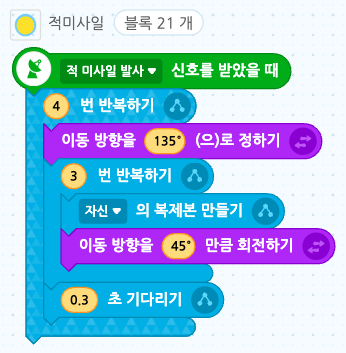 적미사일 블록 21 개
적 미사일 발사 신호를 받았을 때
4 번 반복하기
이동 방향을 135° (으)로 정하기
3 번 반복하기
자신 의 복제본 만들기
이동 방향을 45° 만큼 회전하기
0.3 초 기다리기